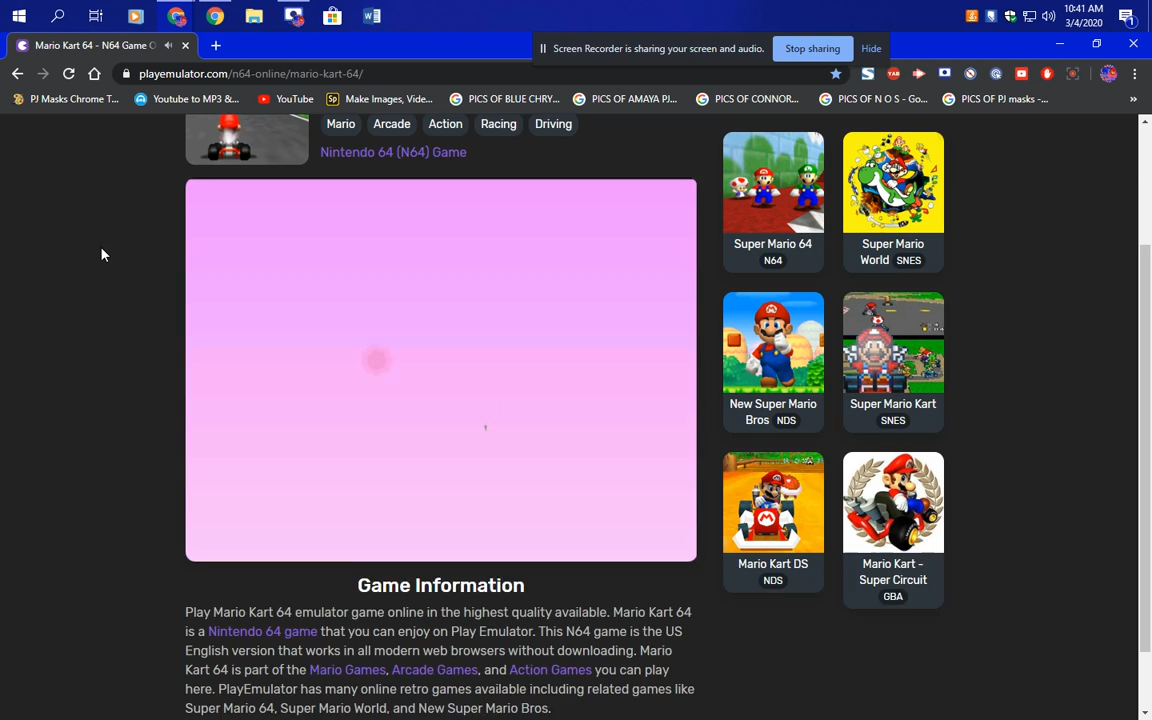 10:41 AM
3/4/2020
1
Mario Kart 64 - N64 Game O
Screen Recorder is sharing your screen and audio.
Stop sharing
Hide
playemulator.com/n64-online/mario-kart-64/
PJ Masks Chrome T...
Youtube to MP3 &...
YouTube
Sp
Make Images, Vide...
PICS OF BLUE CHRY...
PICS OF AMAYA PJ...
PICS OF CONNOR...
PICS OF N O S - Go...
PICS OF PJ masks -...
Mario
Arcade
Action
Racing
Driving
Nintendo 64 (N64) Game
Super Mario 64
N64
Super Mario
World SNES
New Super Mario
Bros NDS
Super Mario Kart
SNES
Mario Kart DS
NDS
Mario Kart -
Super Circuit
GBA
Game Information
Play Mario Kart 64 emulator game online in the highest quality available. Mario Kart 64
is a Nintendo 64 game that you can enjoy on Play Emulator. This N64 game is the US
English version that works in all modern web browsers without downloading. Mario
Kart 64 is part of the Mario Games, Arcade Games, and Action Games you can play
here. PlayEmulator has many online retro games available including related games like
Super Mario 64, Super Mario World, and New Super Mario Bros.